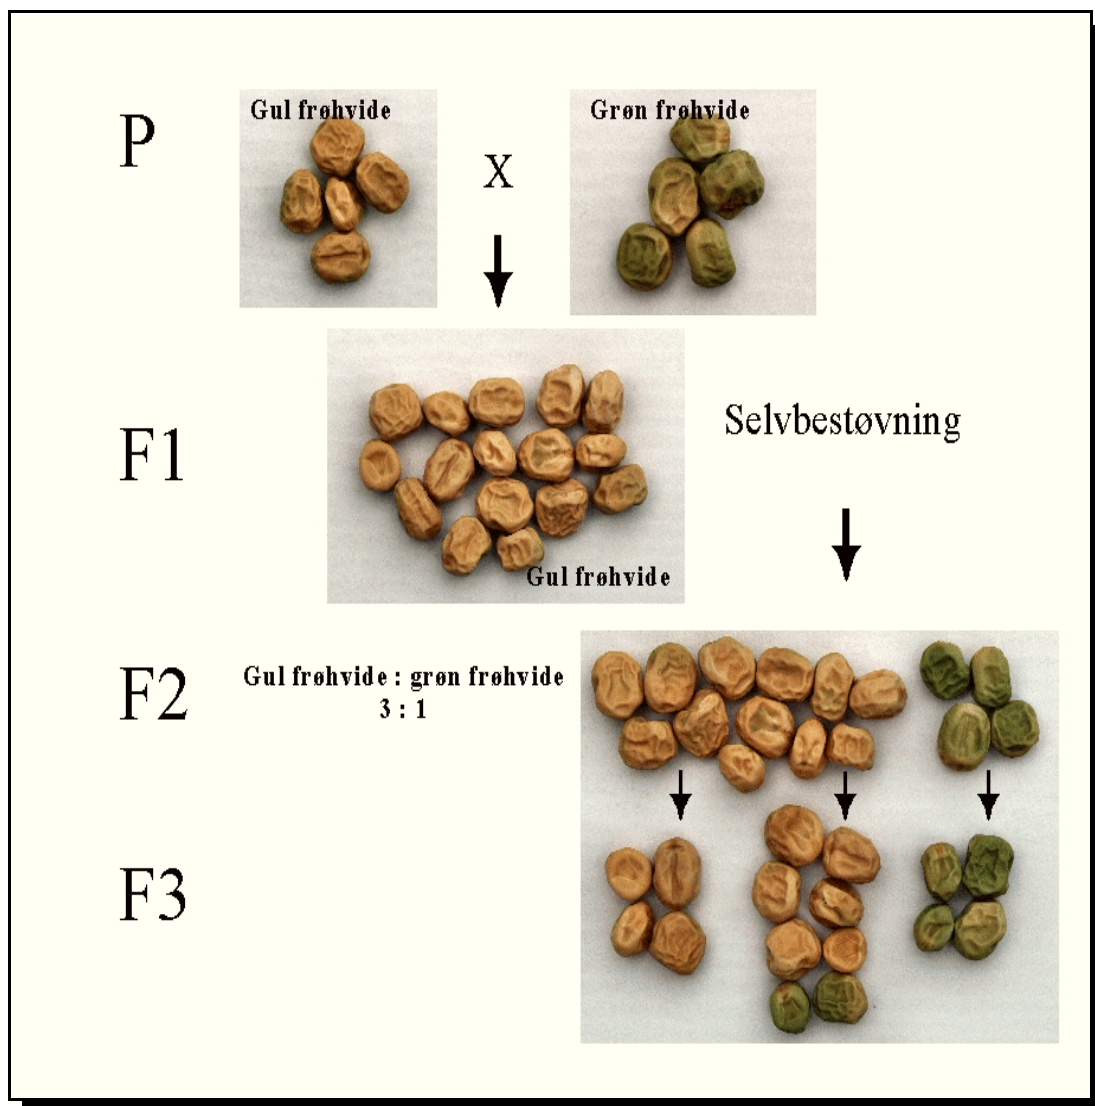 P
Gul frøhvide
X
Grøn frøhvide
F1
Selvbestøvning
Gul frøhvide
F2
Gul frøhvide : grøn frøhvide
3 : 1
F3